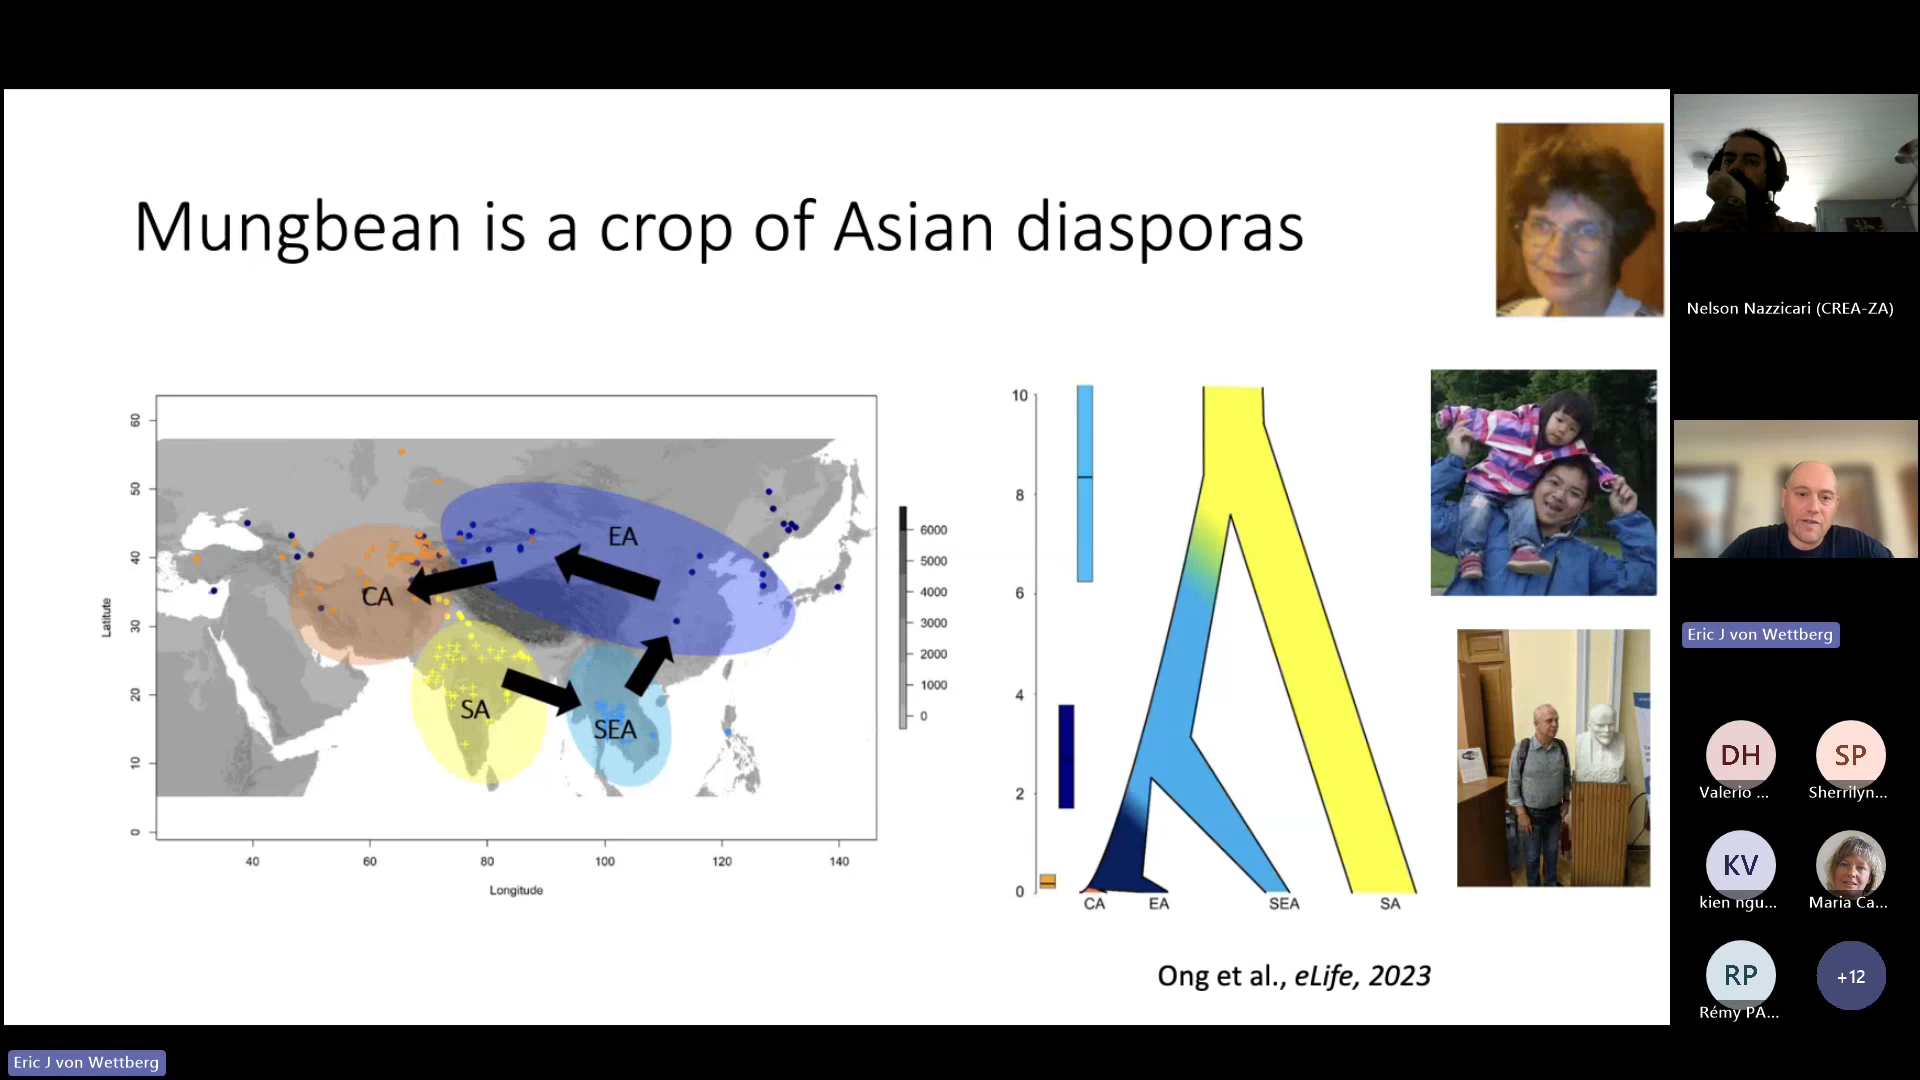 Mungbean is a crop of Asian diasporas
60
50
40
30
20
10
0
Latitute
40
60
80
100
120
140
Longitude
EA
CA
SA
SEA
6000
5000
4000
3000
2000
1000
0
10
8
6
4
2
0
CA
EA
SEA
SA
Ong et al., eLife, 2023
Nelson Nazzicari (CREA-ZA)
Eric J von Wettberg
DH
SP
Valerio ...
Sherrilyn...
KV
kien ngu...
Maria Ca...
RP
+12
Rémy PA...
Eric J von Wettberg